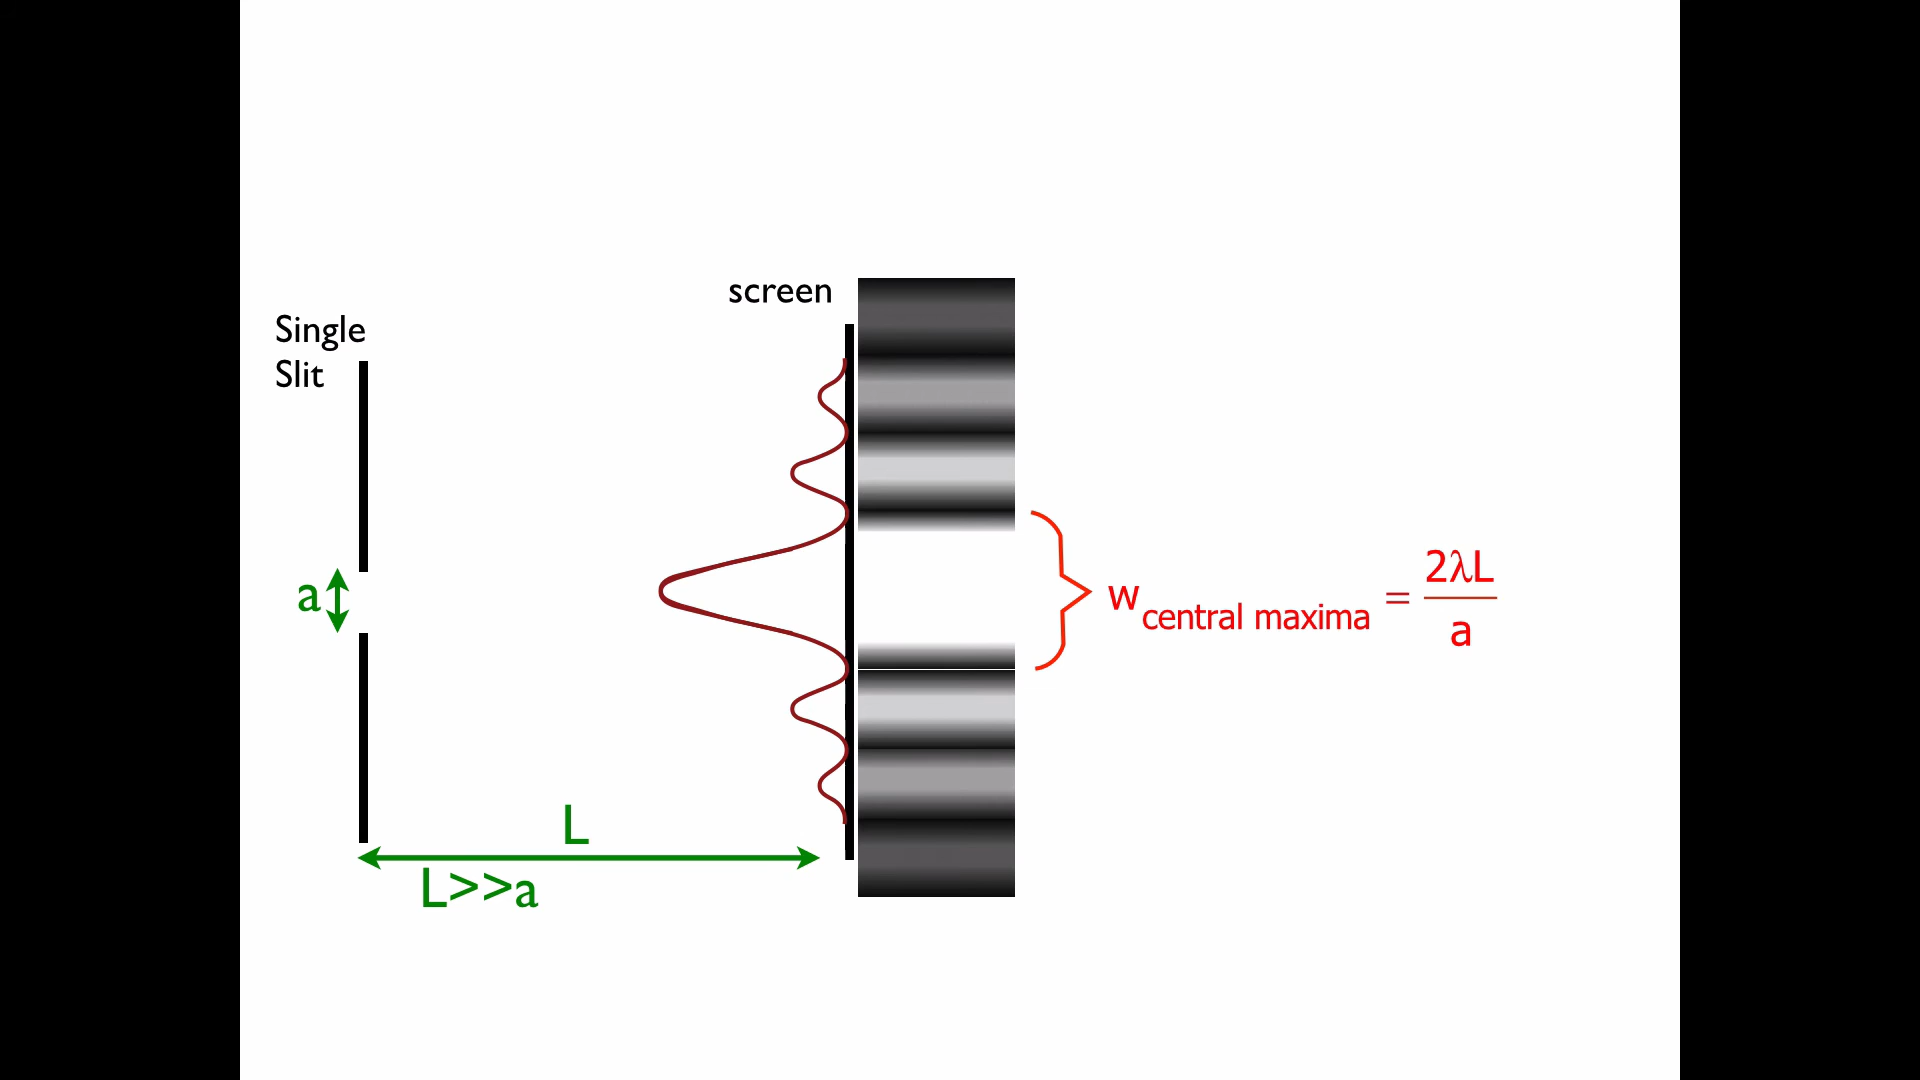 screen
Single
Slit
a
w central maxima = 2λL / a
L
L>>a